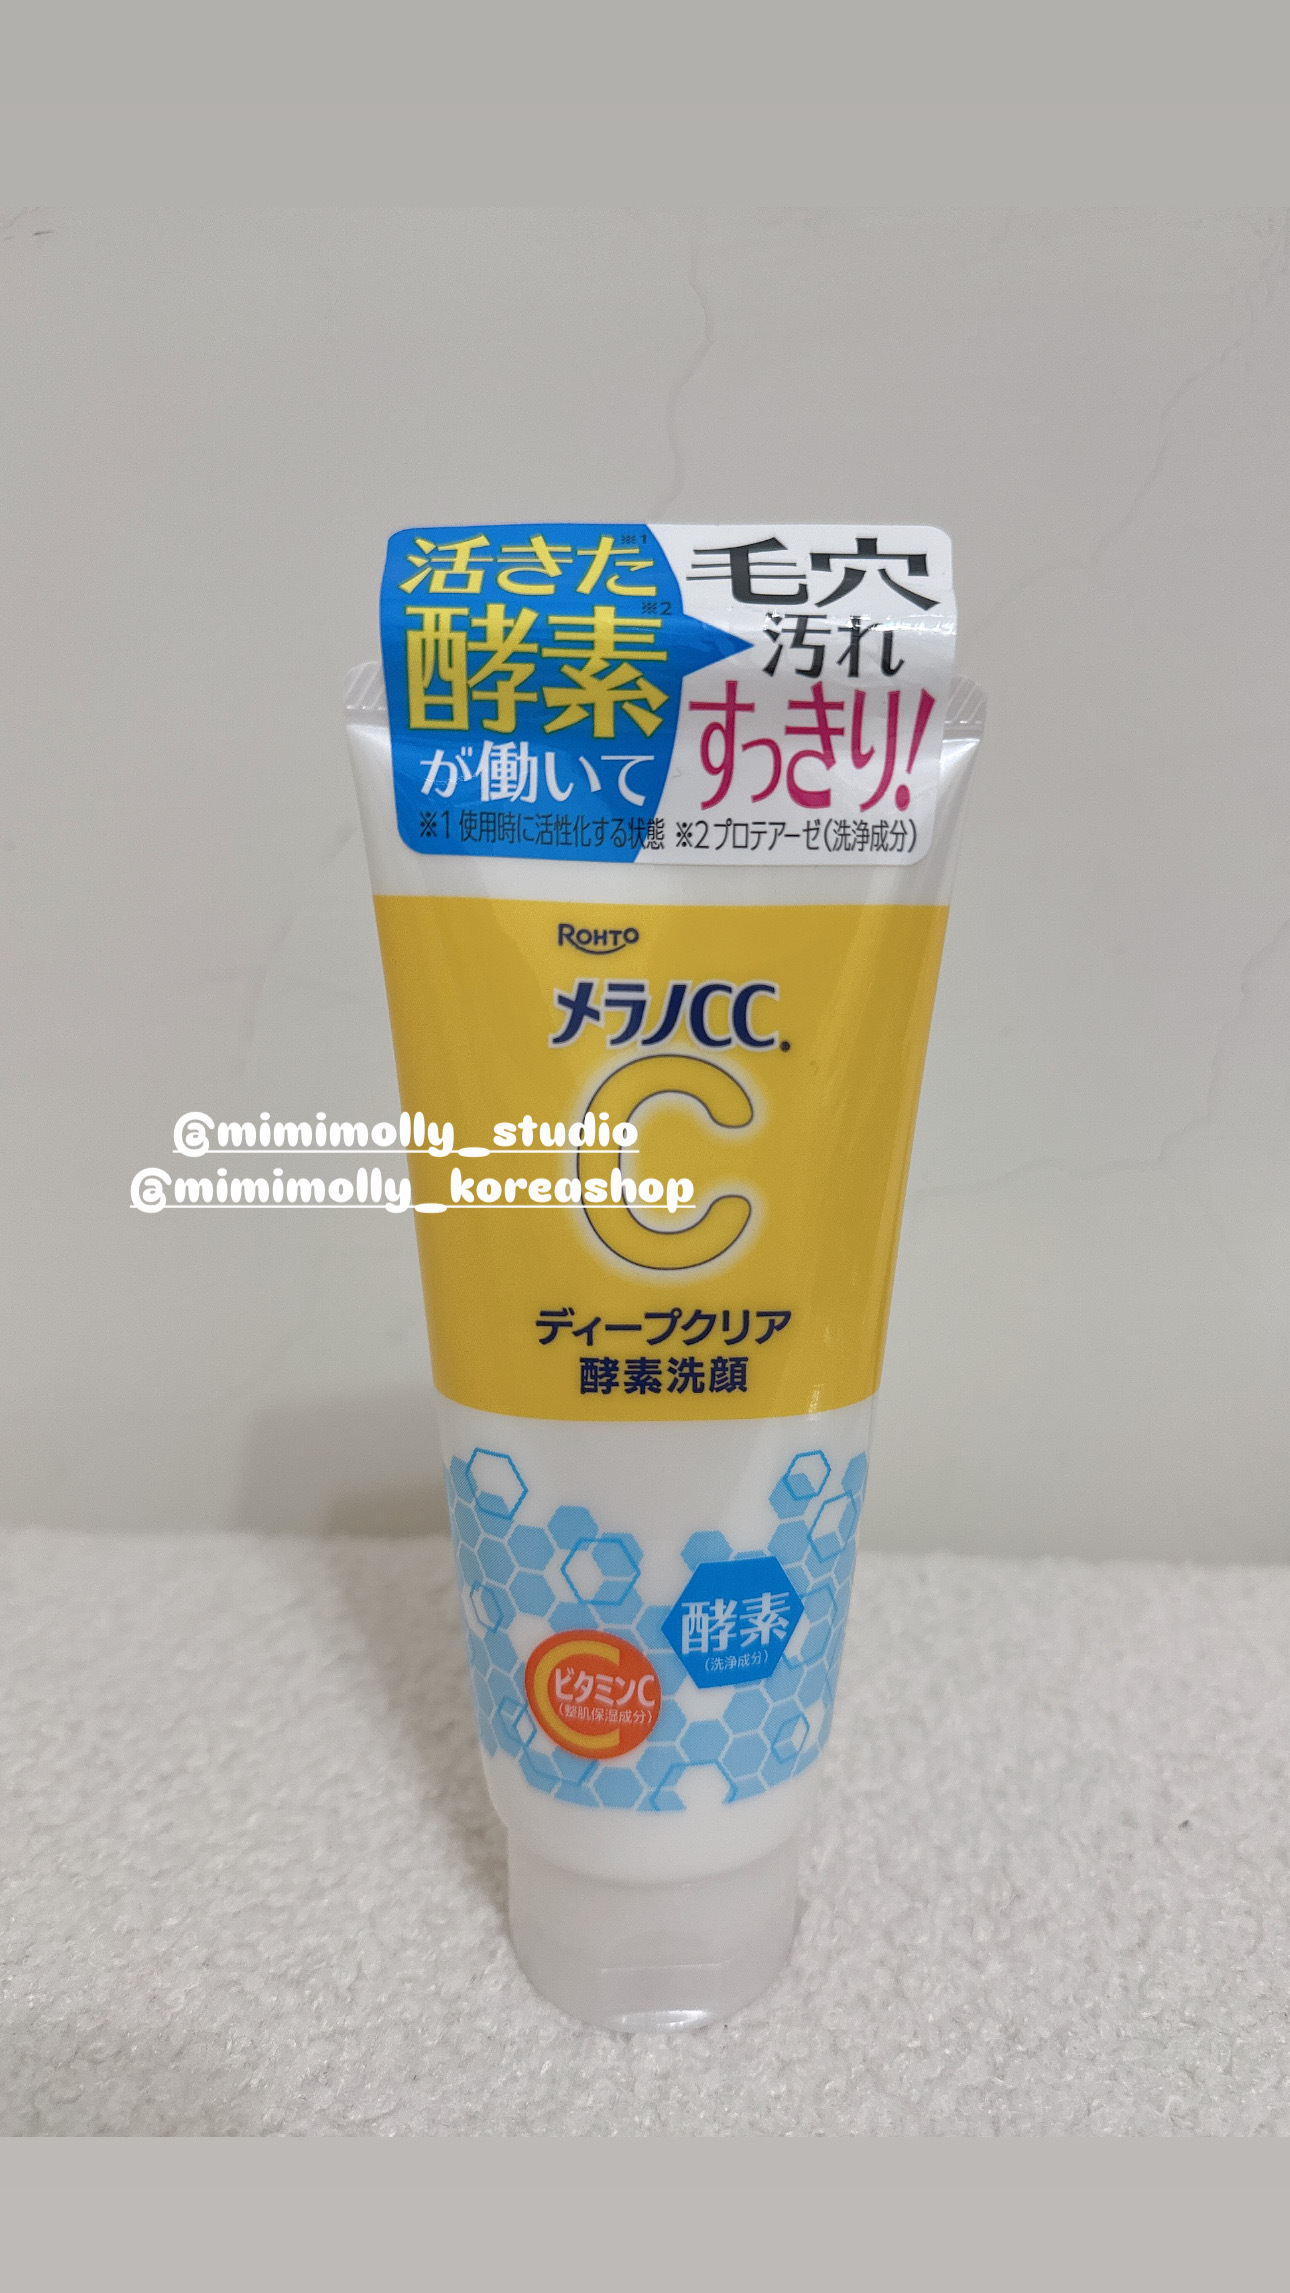 活きた※1
酵素※2
が働いて
毛穴
汚れ
すっきり!
※1 使用時に活性化する状態 ※2 プロテアーゼ(洗浄成分)
ROHTO
メラノCC®
C
@mimimolly_studio
@mimimolly_koreashop
ディープクリア
酵素洗顔
酵素
(洗浄成分)
C
ビタミンC
(整肌保湿成分)